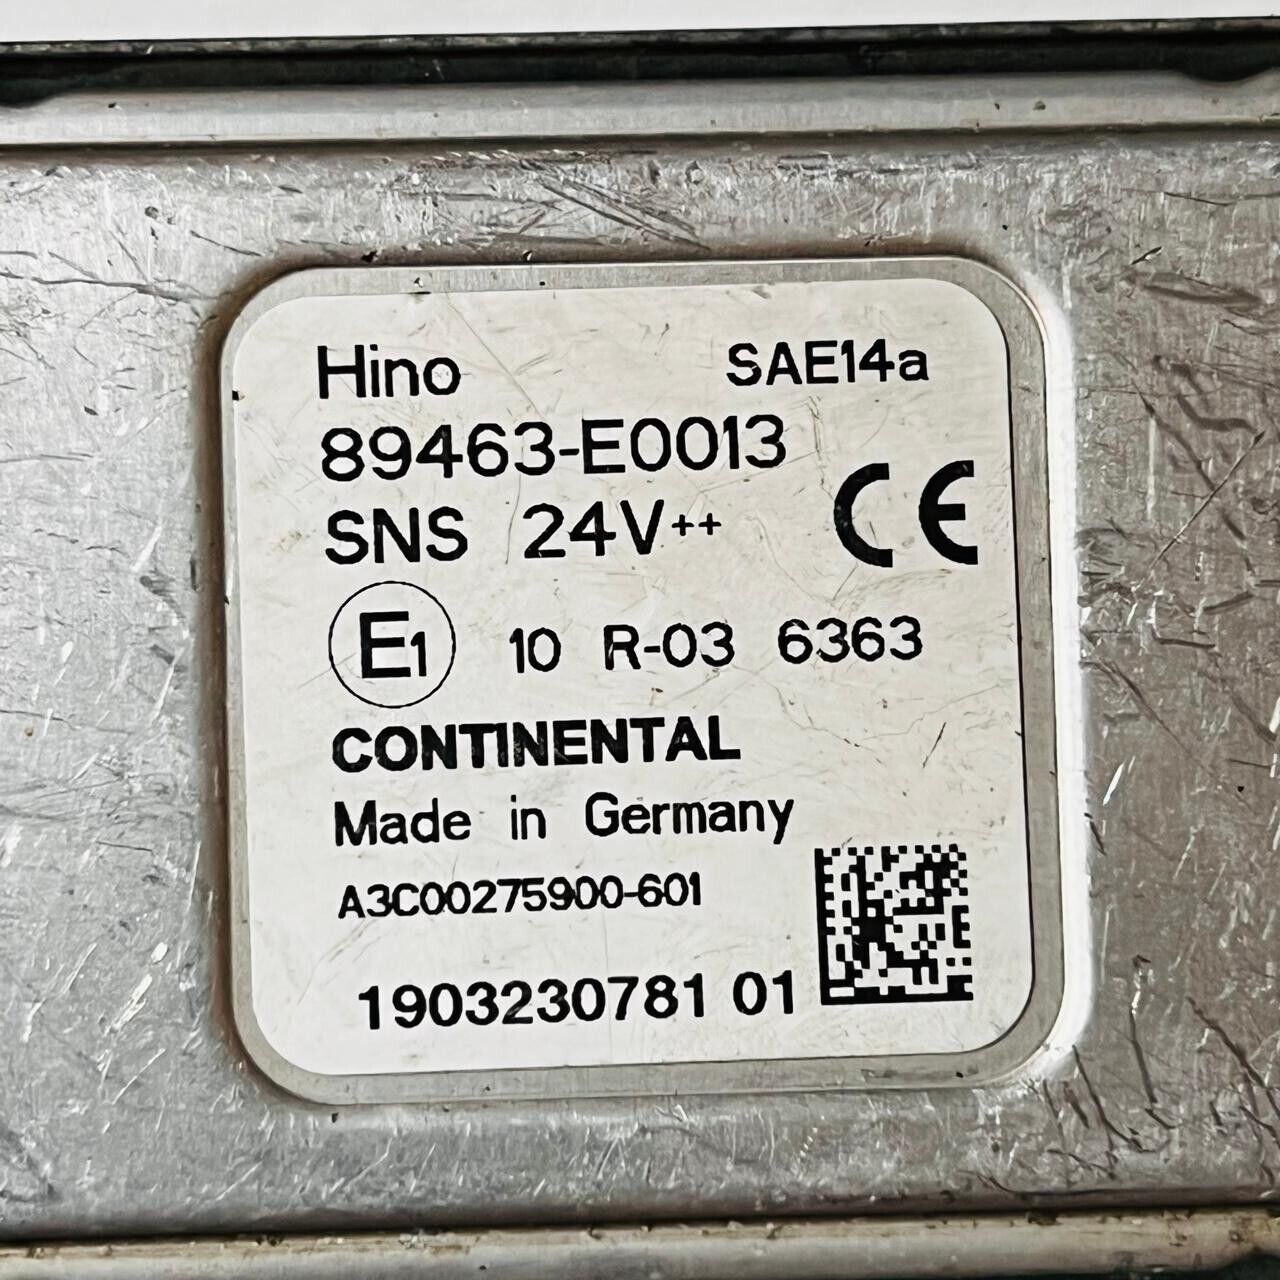 Hino SAE14a
89463-E0013
SNS 24V++ CE
E1 10 R-03 6363
CONTINENTAL
Made in Germany
A3C00275900-601
1903230781 01